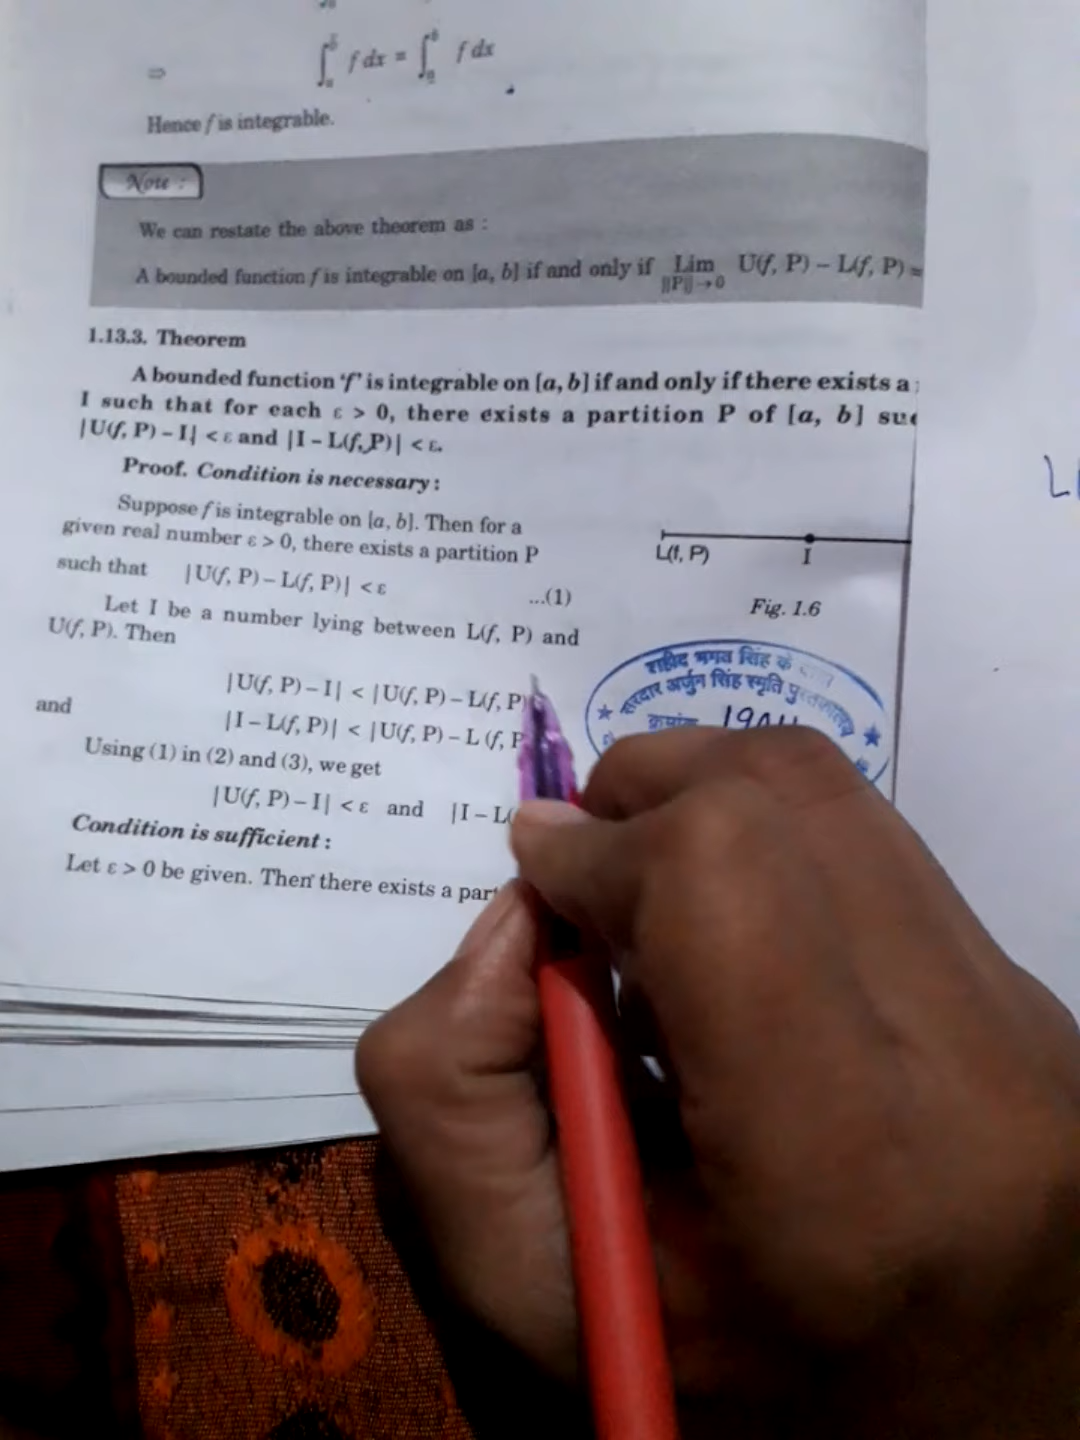 ⇒ ∫ₐᵇ f dx = ∫ₐᵇ f dx
Hence f is integrable.
Note :
We can restate the above theorem as :
A bounded function f is integrable on [a, b] if and only if Lim U(f, P) – L(f, P) =
||P|| → 0
1.13.3. Theorem
A bounded function 'f' is integrable on [a, b] if and only if there exists a
I such that for each ε > 0, there exists a partition P of [a, b]
|U(f, P) – I| < ε and |I – L(f, P)| < ε.
Proof. Condition is necessary :
Suppose f is integrable on [a, b]. Then for a
given real number ε > 0, there exists a partition P
such that |U(f, P) – L(f, P)| < ε ...(1)
Let I be a number lying between L(f, P) and
U(f, P). Then
L(f, P) I
Fig. 1.6
|U(f, P) – I| < |U(f, P) – L(f, P)
and |I – L(f, P)| < |U(f, P) – L (f, P
Using (1) in (2) and (3), we get
|U(f, P) – I| < ε and |I – L(
Condition is sufficient :
Let ε > 0 be given. Then there exists a
शहीद भगत सिंह के
सरदार अर्जुन सिंह स्मृति पुस्तकालय
क्रमांक